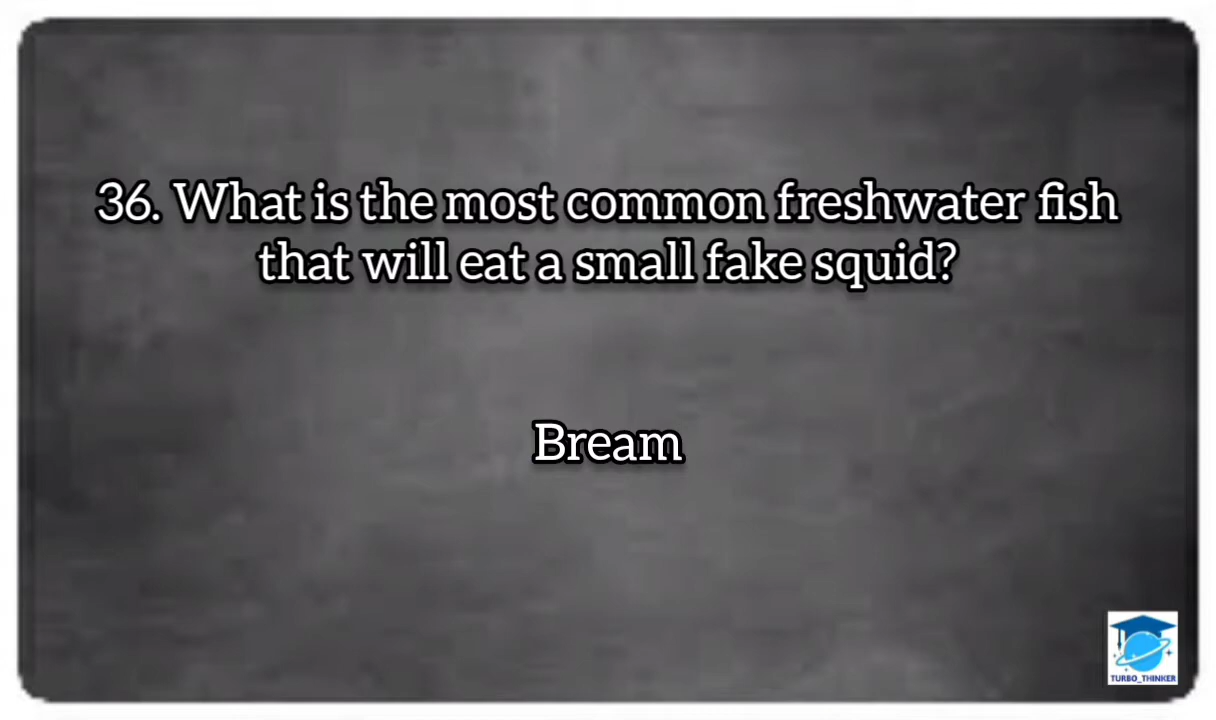 36. What is the most common freshwater fish
that will eat a small fake squid?
Bream
TURBO_THINKER